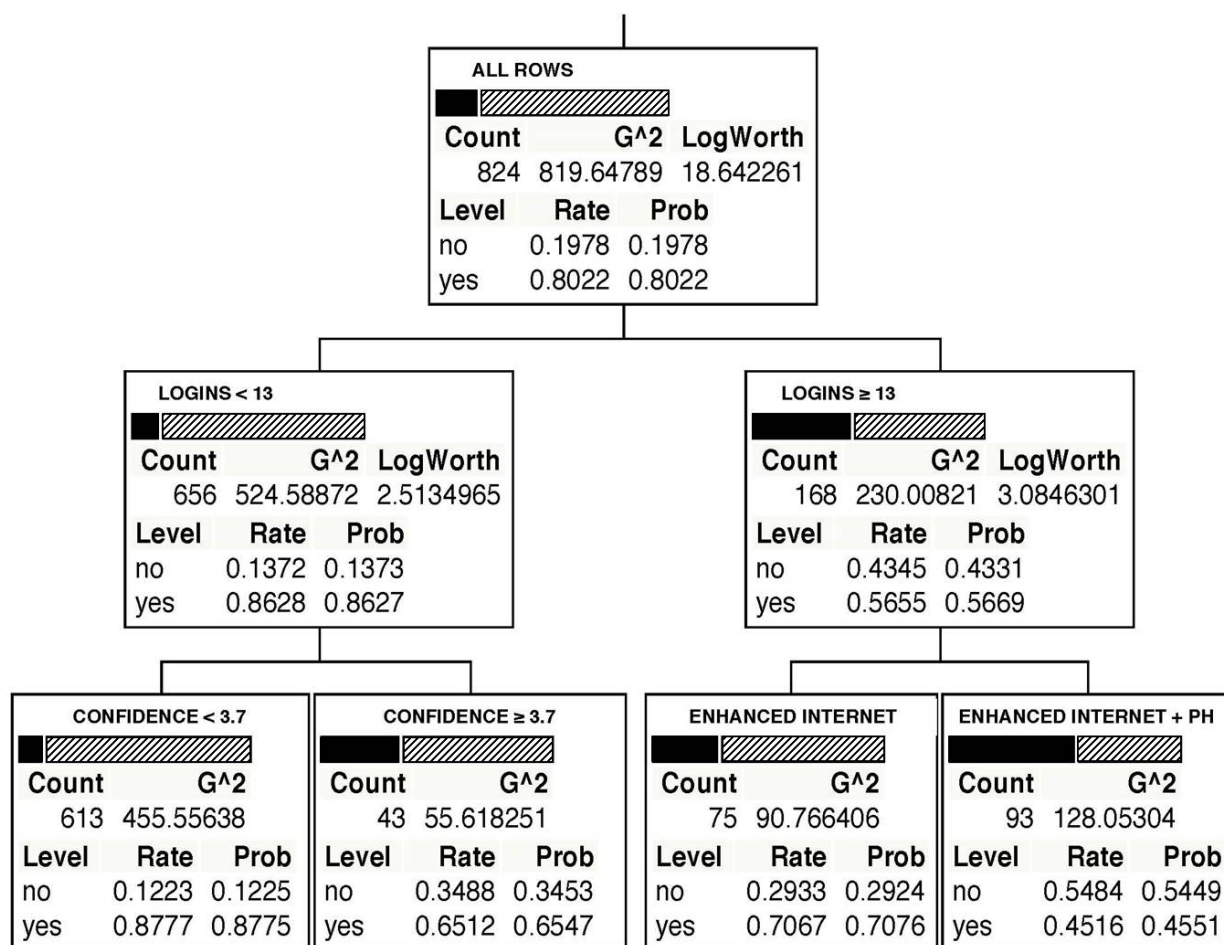 ALL ROWS
Count G^2 LogWorth
824 819.64789 18.642261
Level Rate Prob
no 0.1978 0.1978
yes 0.8022 0.8022
LOGINS < 13
Count G^2 LogWorth
656 524.58872 2.5134965
Level Rate Prob
no 0.1372 0.1373
yes 0.8628 0.8627
LOGINS ≥ 13
Count G^2 LogWorth
168 230.00821 3.0846301
Level Rate Prob
no 0.4345 0.4331
yes 0.5655 0.5669
CONFIDENCE < 3.7
Count G^2
613 455.55638
Level Rate Prob
no 0.1223 0.1225
yes 0.8777 0.8775
CONFIDENCE ≥ 3.7
Count G^2
43 55.618251
Level Rate Prob
no 0.3488 0.3453
yes 0.6512 0.6547
ENHANCED INTERNET
Count G^2
75 90.766406
Level Rate Prob
no 0.2933 0.2924
yes 0.7067 0.7076
ENHANCED INTERNET + PH
Count G^2
93 128.05304
Level Rate Prob
no 0.5484 0.5449
yes 0.4516 0.4551